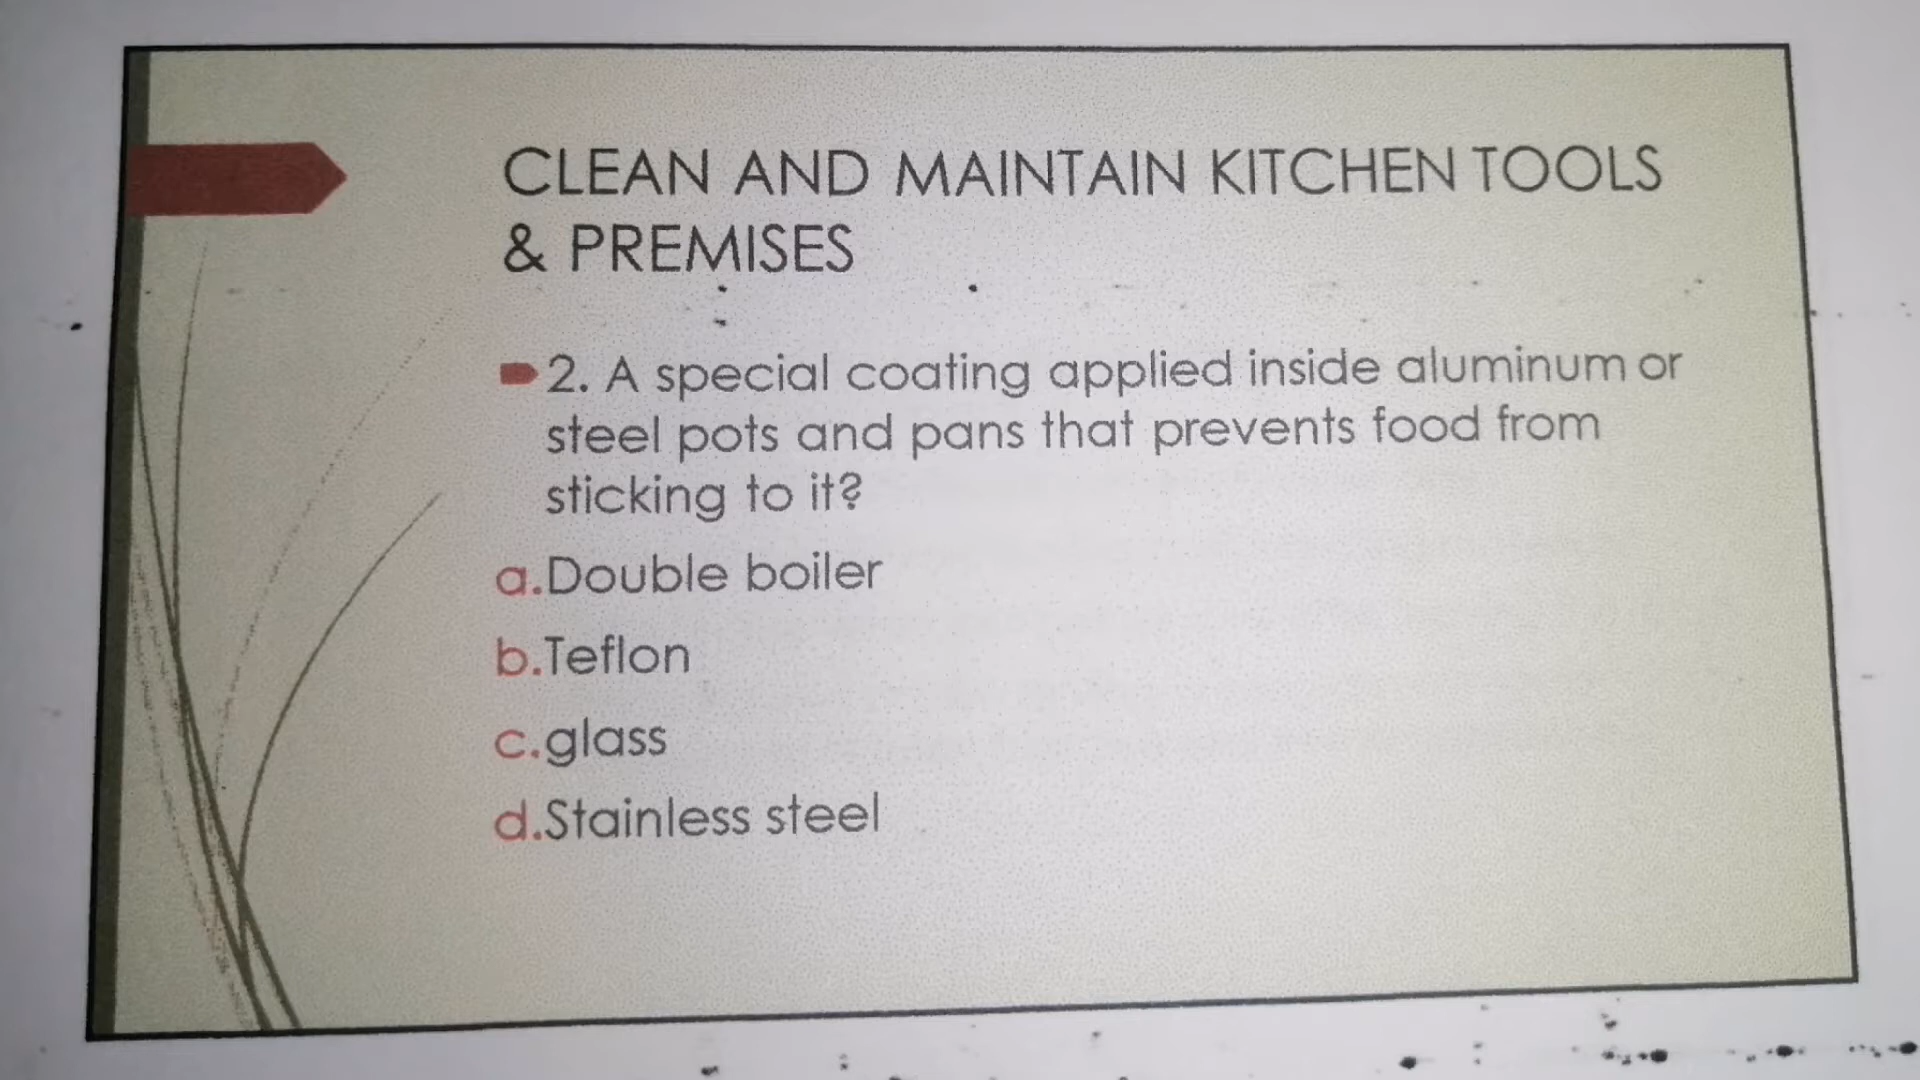 CLEAN AND MAINTAIN KITCHEN TOOLS
& PREMISES
2. A special coating applied inside aluminum or
steel pots and pans that prevents food from
sticking to it?
a.Double boiler
b.Teflon
c.glass
d.Stainless steel